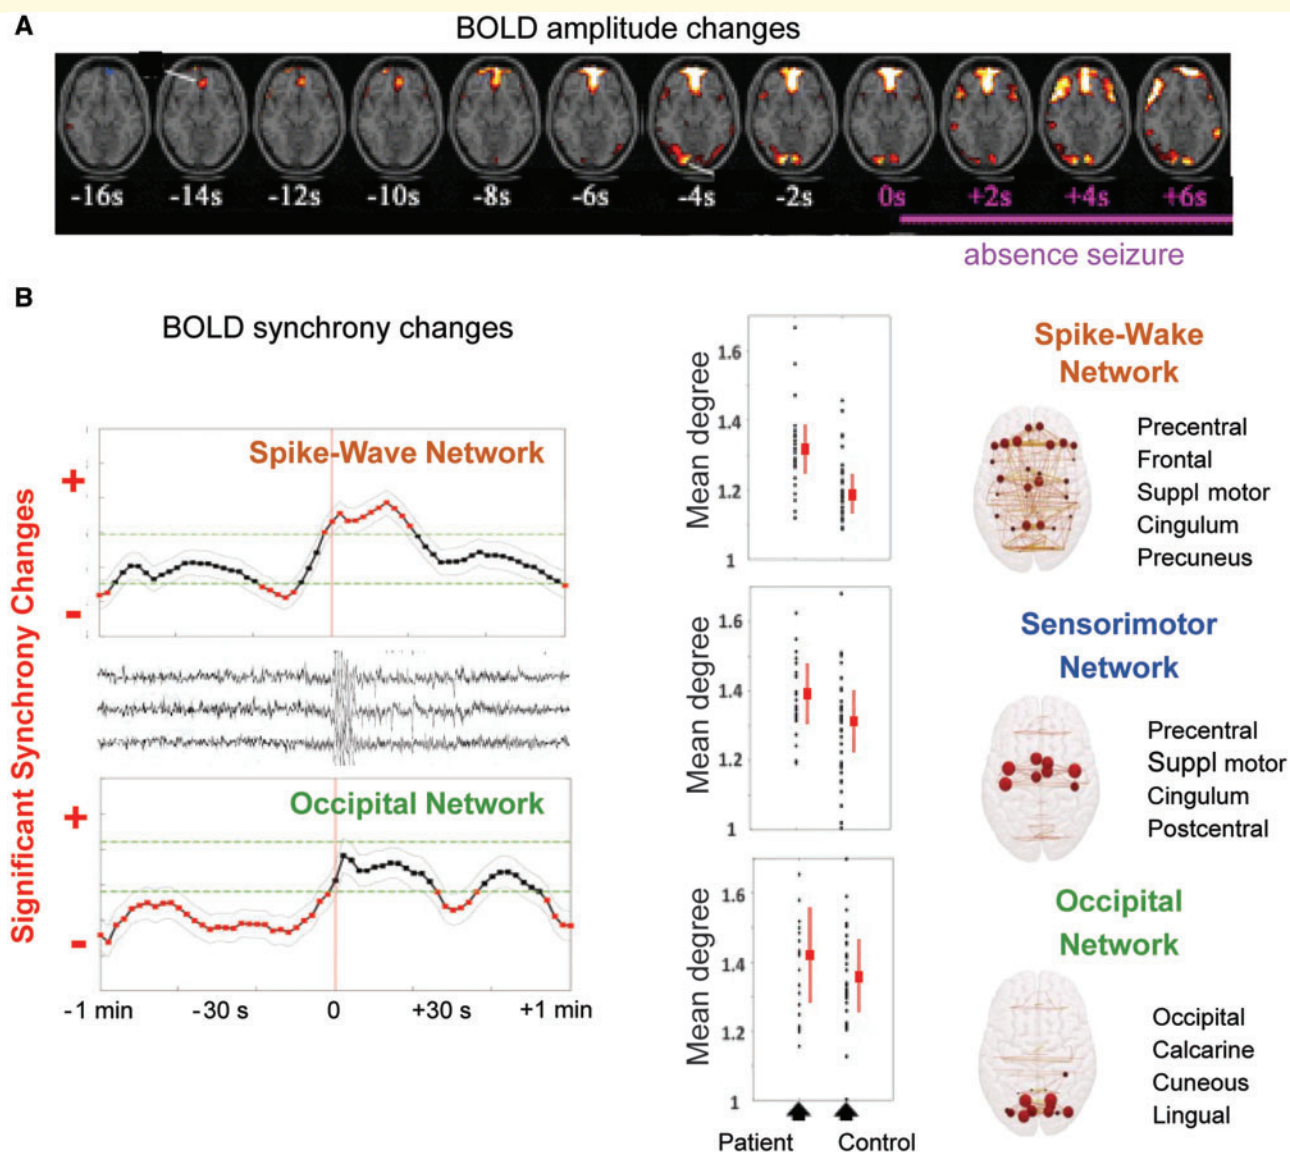 A
BOLD amplitude changes
-16s -14s -12s -10s -8s -6s -4s -2s 0s +2s +4s +6s
absence seizure
B
BOLD synchrony changes
Significant Synchrony Changes
+
Spike-Wave Network
-
+
Occipital Network
-
-1 min -30 s 0 +30 s +1 min
Mean degree
1.6
1.4
1.2
1
Spike-Wake
Network
Precentral
Frontal
Suppl motor
Cingulum
Precuneus
Mean degree
1.6
1.4
1.2
1
Sensorimotor
Network
Precentral
Suppl motor
Cingulum
Postcentral
Mean degree
1.6
1.4
1.2
1
Patient Control
Occipital
Network
Occipital
Calcarine
Cuneous
Lingual